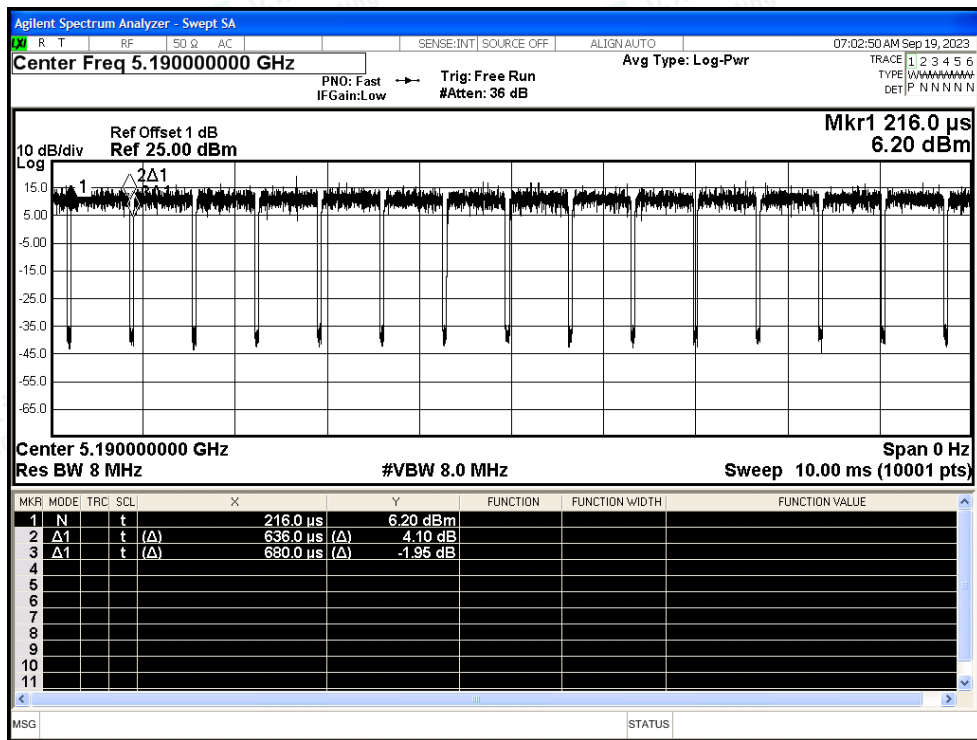 Agilent Spectrum Analyzer - Swept SA
LXI R T RF 50 Ω AC SENSE:INT SOURCE OFF ALIGNAUTO 07:02:50 AM Sep 19, 2023
Center Freq 5.190000000 GHz Avg Type: Log-Pwr TRACE 1 2 3 4 5 6
PNO: Fast Trig: Free Run TYPE WWWWWW
IFGain:Low #Atten: 36 dB DET P N N N N N
Mkr1 216.0 µs
Ref Offset 1 dB
10 dB/div Ref 25.00 dBm 6.20 dBm
Log
2Δ1
15.0 1
5.00
-5.00
-15.0
-25.0
-35.0
-45.0
-55.0
-65.0
Center 5.190000000 GHz Span 0 Hz
Res BW 8 MHz #VBW 8.0 MHz Sweep 10.00 ms (10001 pts)
MKR MODE TRC SCL X Y FUNCTION FUNCTION WIDTH FUNCTION VALUE
1 N t 216.0 µs 6.20 dBm
2 Δ1 t (Δ) 636.0 µs (Δ) 4.10 dB
3 Δ1 t (Δ) 680.0 µs (Δ) -1.95 dB
4
5
6
7
8
9
10
11
MSG STATUS